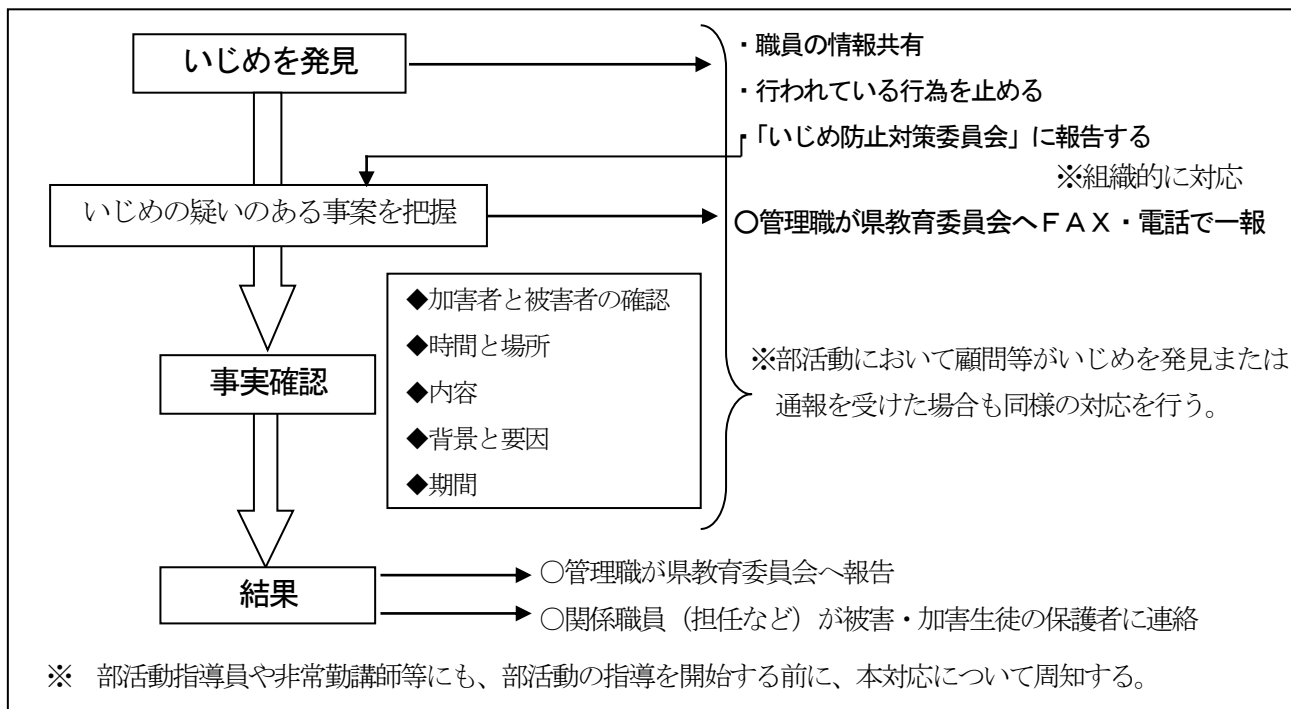 いじめを発見
・職員の情報共有
・行われている行為を止める
・「いじめ防止対策委員会」に報告する
※組織的に対応
いじめの疑いのある事案を把握
○管理職が県教育委員会へＦＡＸ・電話で一報
◆加害者と被害者の確認
◆時間と場所
◆内容
◆背景と要因
◆期間
事実確認
※部活動において顧問等がいじめを発見または
通報を受けた場合も同様の対応を行う。
結果
○管理職が県教育委員会へ報告
○関係職員（担任など）が被害・加害生徒の保護者に連絡
※　部活動指導員や非常勤講師等にも、部活動の指導を開始する前に、本対応について周知する。